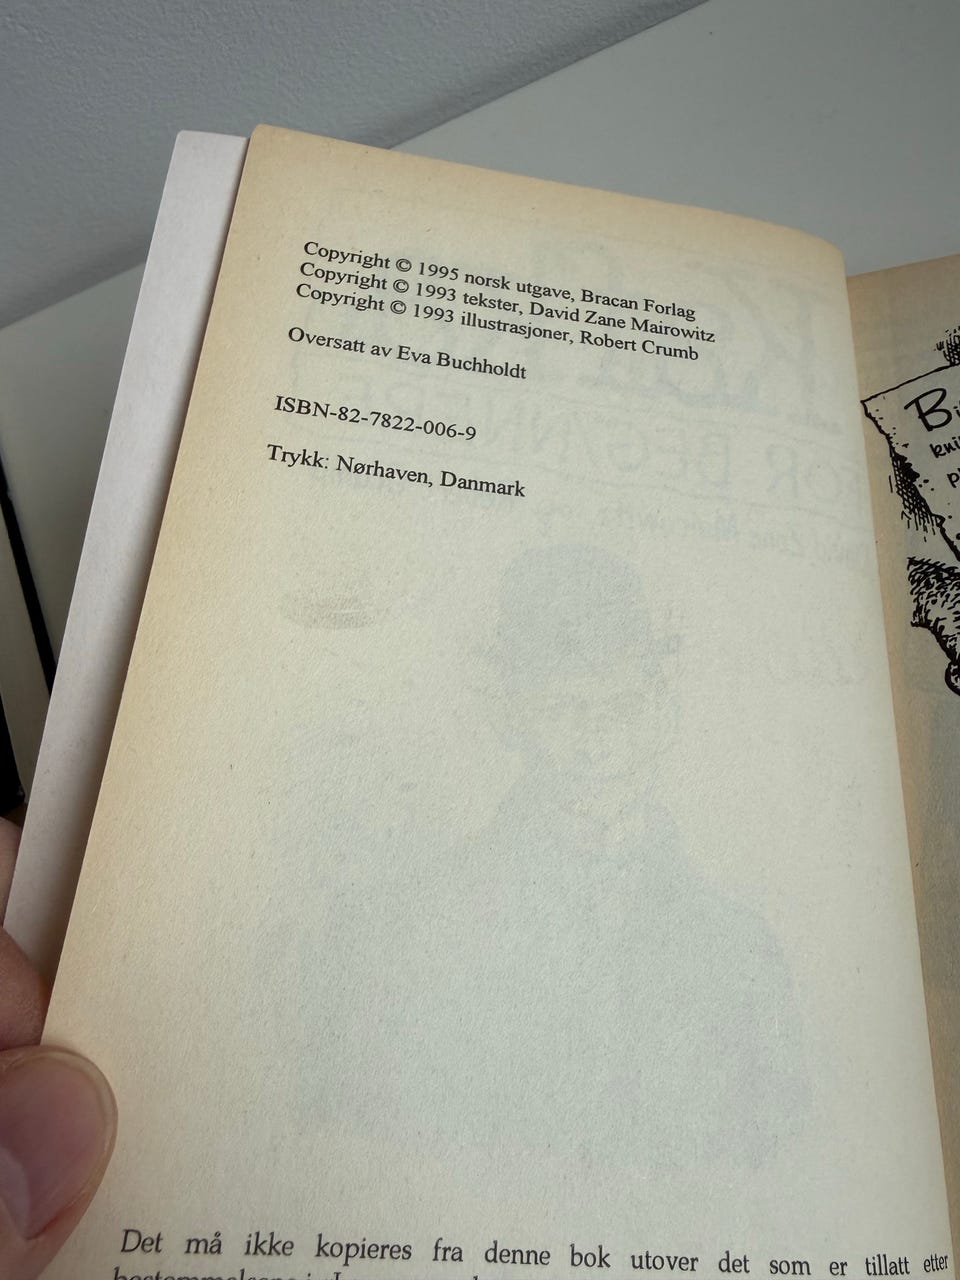 Copyright © 1995 norsk utgave, Bracan Forlag
Copyright © 1993 tekster, David Zane Mairowitz
Copyright © 1993 illustrasjoner, Robert Crumb
Oversatt av Eva Buchholdt
ISBN-82-7822-006-9
Trykk: Nørhaven, Danmark
Det må ikke kopieres fra denne bok utover det som er tillatt etter